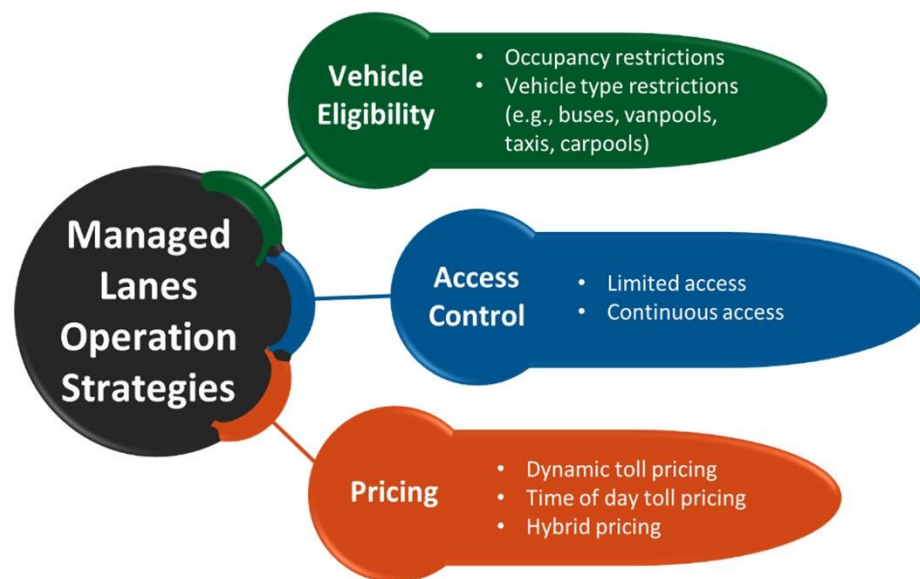 Managed
Lanes
Operation
Strategies
Vehicle
Eligibility
• Occupancy restrictions
• Vehicle type restrictions
(e.g., buses, vanpools,
taxis, carpools)
Access
Control
• Limited access
• Continuous access
Pricing
• Dynamic toll pricing
• Time of day toll pricing
• Hybrid pricing